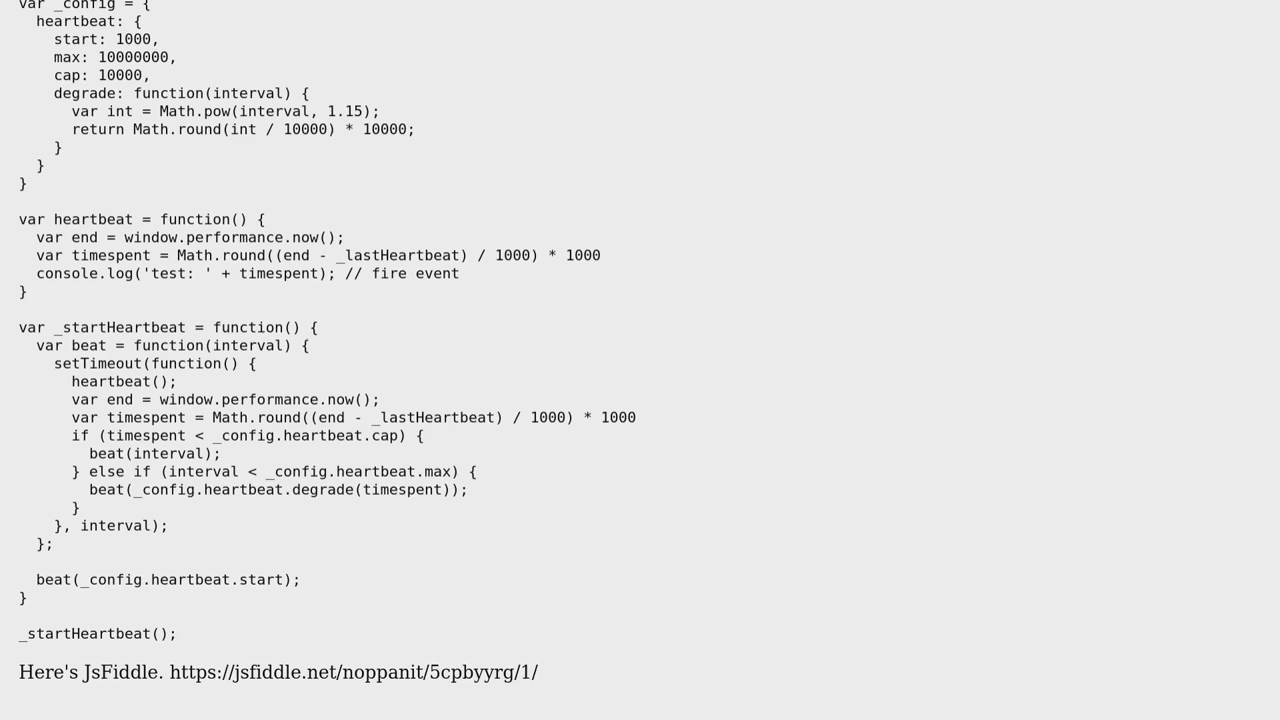 var _config = {
  heartbeat: {
    start: 1000,
    max: 10000000,
    cap: 10000,
    degrade: function(interval) {
      var int = Math.pow(interval, 1.15);
      return Math.round(int / 10000) * 10000;
    }
  }
}

var heartbeat = function() {
  var end = window.performance.now();
  var timespent = Math.round((end - _lastHeartbeat) / 1000) * 1000
  console.log('test: ' + timespent); // fire event
}

var _startHeartbeat = function() {
  var beat = function(interval) {
    setTimeout(function() {
      heartbeat();
      var end = window.performance.now();
      var timespent = Math.round((end - _lastHeartbeat) / 1000) * 1000
      if (timespent < _config.heartbeat.cap) {
        beat(interval);
      } else if (interval < _config.heartbeat.max) {
        beat(_config.heartbeat.degrade(timespent));
      }
    }, interval);
  };

  beat(_config.heartbeat.start);
}

_startHeartbeat();

Here's JsFiddle. https://jsfiddle.net/noppanit/5cpbyyrg/1/